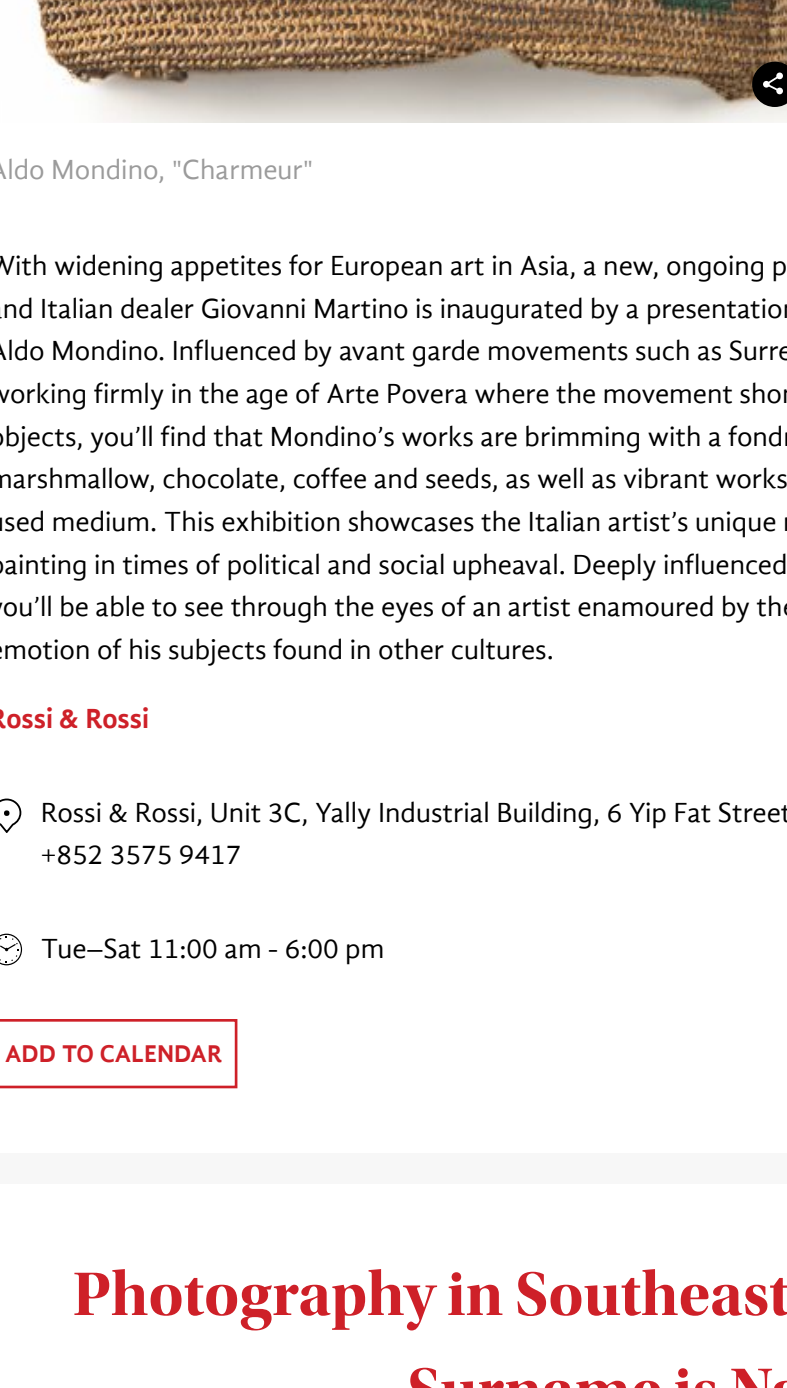 Aldo Mondino, "Charmeur"
With widening appetites for European art in Asia, a new, ongoing
and Italian dealer Giovanni Martino is inaugurated by a
Aldo Mondino. Influenced by avant garde movements such as
working firmly in the age of Arte Povera where the movement
objects, you’ll find that Mondino’s works are brimming with a
marshmallow, chocolate, coffee and seeds, as well as vibrant works
used medium. This exhibition showcases the Italian artist’s unique
painting in times of political and social upheaval. Deeply influenced
you’ll be able to see through the eyes of an artist enamoured by the
emotion of his subjects found in other cultures.
Rossi & Rossi
Rossi & Rossi, Unit 3C, Yally Industrial Building, 6 Yip Fat Street
+852 3575 9417
Tue–Sat 11:00 am - 6:00 pm
ADD TO CALENDAR
Photography in Southeast
Surname is